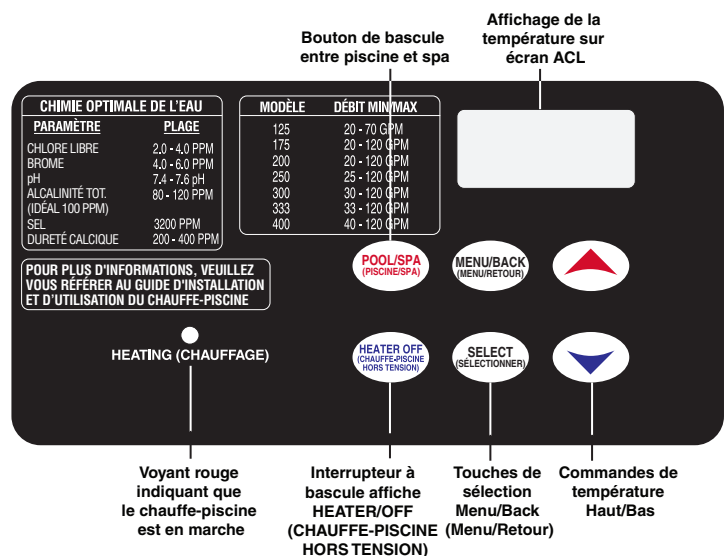 Bouton de bascule
entre piscine et spa
Affichage de la
température sur
écran ACL
CHIMIE OPTIMALE DE L'EAU
PARAMÈTRE PLAGE
CHLORE LIBRE 2.0 - 4.0 PPM
BROME 4.0 - 6.0 PPM
pH 7.4 - 7.6 pH
ALCALINITÉ TOT. 80 - 120 PPM
(IDÉAL 100 PPM)
SEL 3200 PPM
DURETÉ CALCIQUE 200 - 400 PPM
MODÈLE DÉBIT MIN/MAX
125 20 - 70 GPM
175 20 - 120 GPM
200 20 - 120 GPM
250 25 - 120 GPM
300 30 - 120 GPM
333 33 - 120 GPM
400 40 - 120 GPM
POUR PLUS D'INFORMATIONS, VEUILLEZ
VOUS RÉFÉRER AU GUIDE D'INSTALLATION
ET D'UTILISATION DU CHAUFFE-PISCINE
POOL/SPA
(PISCINE/SPA)
MENU/BACK
(MENU/RETOUR)
HEATING (CHAUFFAGE)
HEATER OFF
(CHAUFFE-PISCINE
HORS TENSION)
SELECT
(SÉLECTIONNER)
Voyant rouge
indiquant que
le chauffe-piscine
est en marche
Interrupteur à
bascule affiche
HEATER/OFF
(CHAUFFE-PISCINE
HORS TENSION)
Touches de
sélection
Menu/Back
(Menu/Retour)
Commandes de
température
Haut/Bas